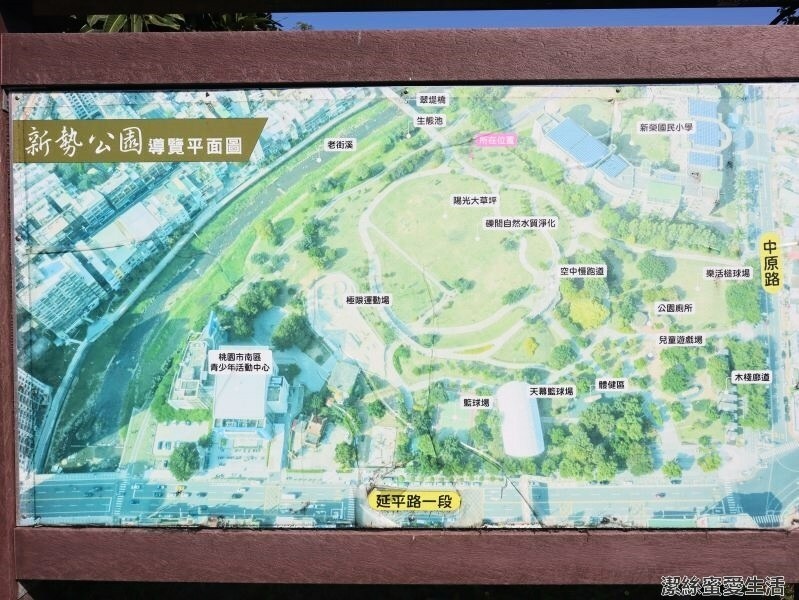 新勢公園 導覽平面圖
翠堤橋
生態池
老街溪
所在位置
新榮國民小學
陽光大草坪
礫間自然水質淨化
中原路
空中慢跑道
樂活槌球場
極限運動場
公園廁所
兒童遊戲場
桃園市南區
青少年活動中心
木棧廊道
體健區
天幕籃球場
籃球場
延平路一段
潔絲蜜愛生活